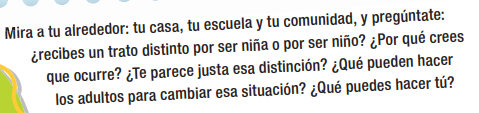 Mira a tu alrededor: tu casa, tu escuela y tu comunidad, y pregúntate:
¿recibes un trato distinto por ser niña o por ser niño? ¿Por qué crees
que ocurre? ¿Te parece justa esa distinción? ¿Qué pueden hacer
los adultos para cambiar esa situación? ¿Qué puedes hacer tú?